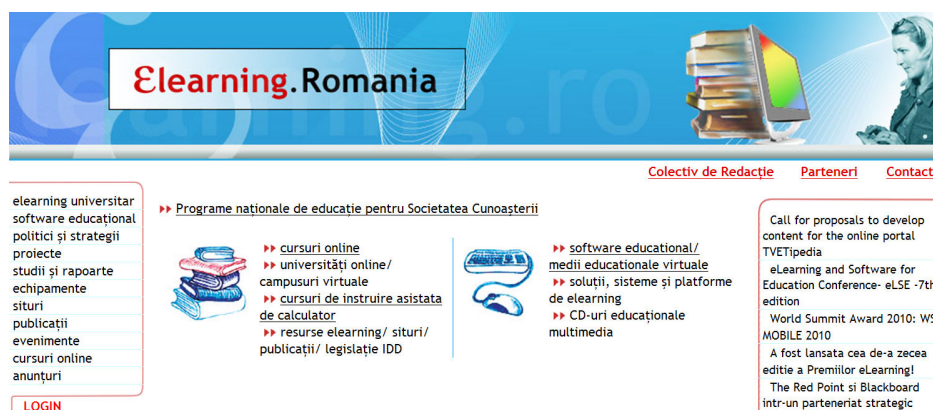 Elearning.Romania
Colectiv de Redacție Parteneri Contact
elearning universitar
software educațional
politici și strategii
proiecte
studii și rapoarte
echipamente
situri
publicații
evenimente
cursuri online
anunțuri
LOGIN
Programe naționale de educație pentru Societatea Cunoașterii
cursuri online
universități online/
campusuri virtuale
cursuri de instruire asistata
de calculator
resurse elearning/ situri/
publicații/ legislație IDD
software educational/
medii educationale virtuale
soluții, sisteme și platforme
de elearning
CD-uri educaționale
multimedia
Call for proposals to develop
content for the online portal
TVETipedia
eLearning and Software for
Education Conference- eLSE -7th
edition
World Summit Award 2010:
MOBILE 2010
A fost lansata cea de-a zecea
editie a Premiilor eLearning!
The Red Point si Blackboard
intr-un parteneriat strategic